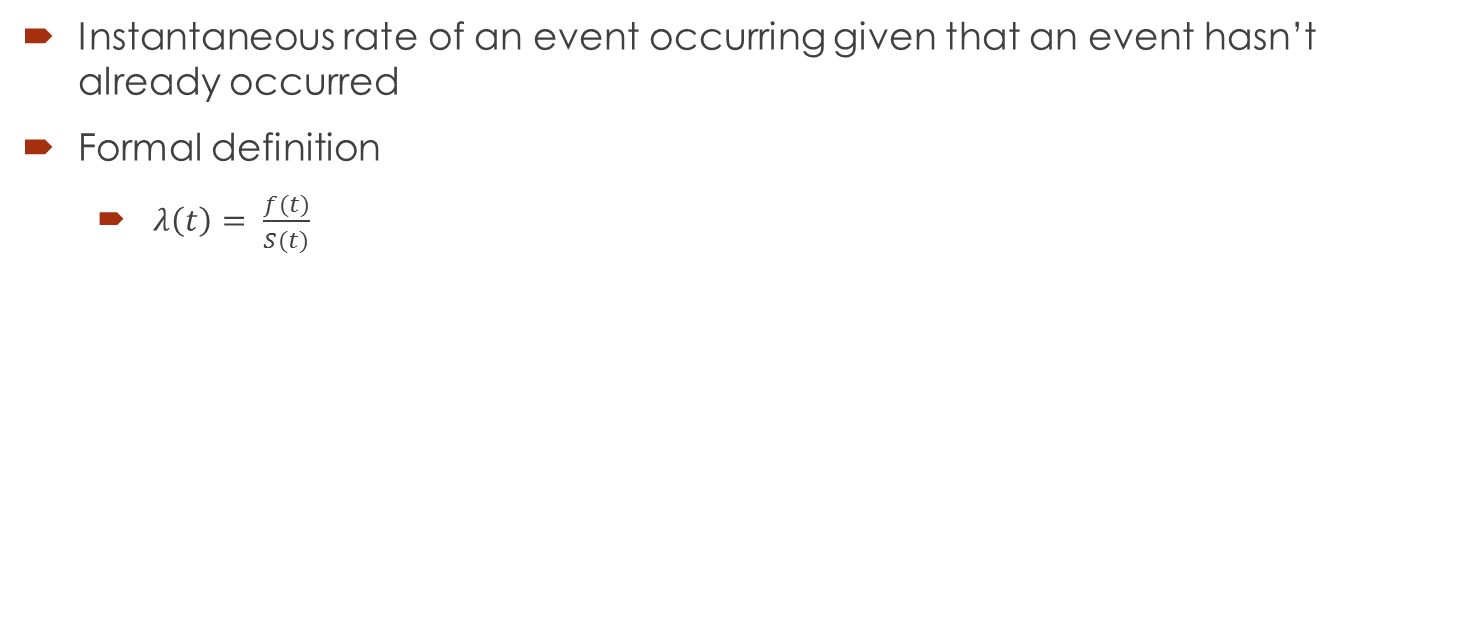 Instantaneous rate of an event occurring given that an event hasn’t
already occurred
Formal definition
λ(t) = f(t)/S(t)